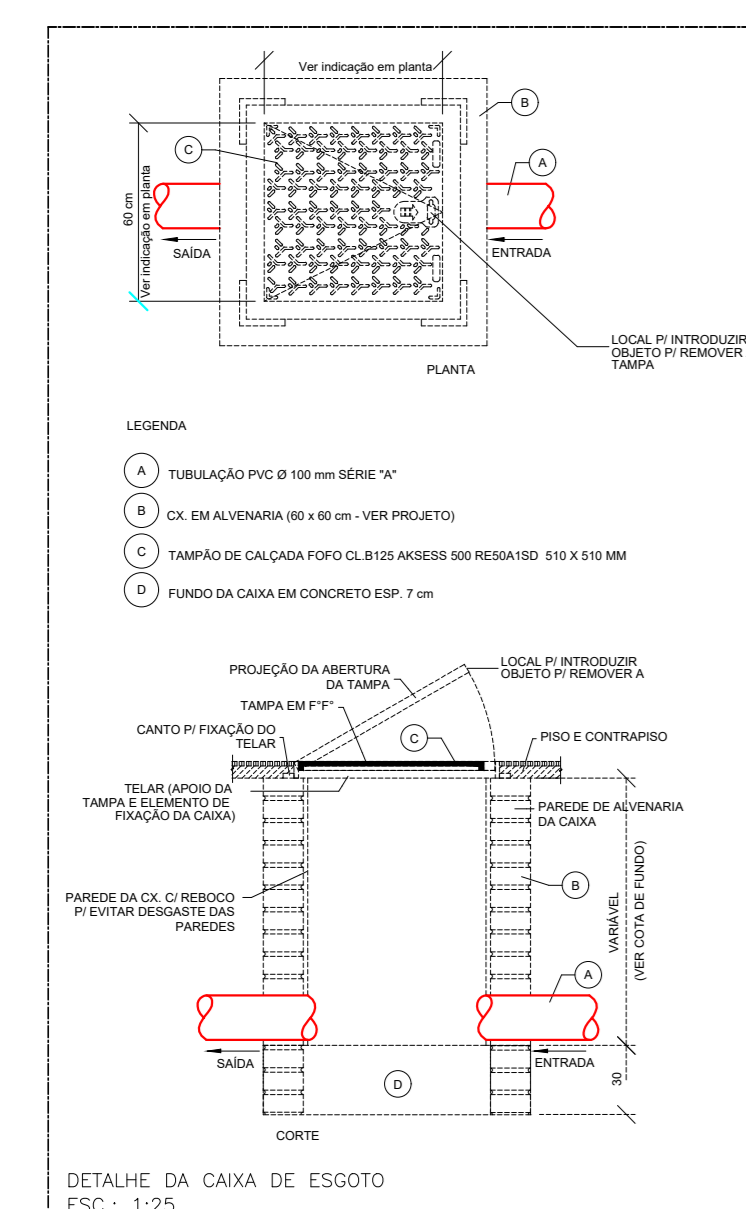 Ver indicação em planta
B
C
A
60 cm
Ver indicação em planta
SAÍDA
ENTRADA
LOCAL P/ INTRODUZIR
OBJETO P/ REMOVER
TAMPA
PLANTA
LEGENDA
A TUBULAÇÃO PVC Ø 100 mm SÉRIE "A"
B CX. EM ALVENARIA (60 x 60 cm - VER PROJETO)
C TAMPÃO DE CALÇADA FOFO CL.B125 AKSESS 500 RE50A1SD 510 X 510 MM
D FUNDO DA CAIXA EM CONCRETO ESP. 7 cm
PROJEÇÃO DA ABERTURA
DA TAMPA
LOCAL P/ INTRODUZIR
OBJETO P/ REMOVER A
TAMPA EM F°F°
CANTO P/ FIXAÇÃO DO
TELAR
C
PISO E CONTRAPISO
TELAR (APOIO DA
TAMPA E ELEMENTO DE
FIXAÇÃO DA CAIXA)
PAREDE DE ALVENARIA
DA CAIXA
PAREDE DA CX. C/ REBOCO
P/ EVITAR DESGASTE DAS
PAREDES
B
VARIÁVEL
(VER COTA DE FUNDO)
A
SAÍDA
ENTRADA
D
30
CORTE
DETALHE DA CAIXA DE ESGOTO
ESC.: 1:25